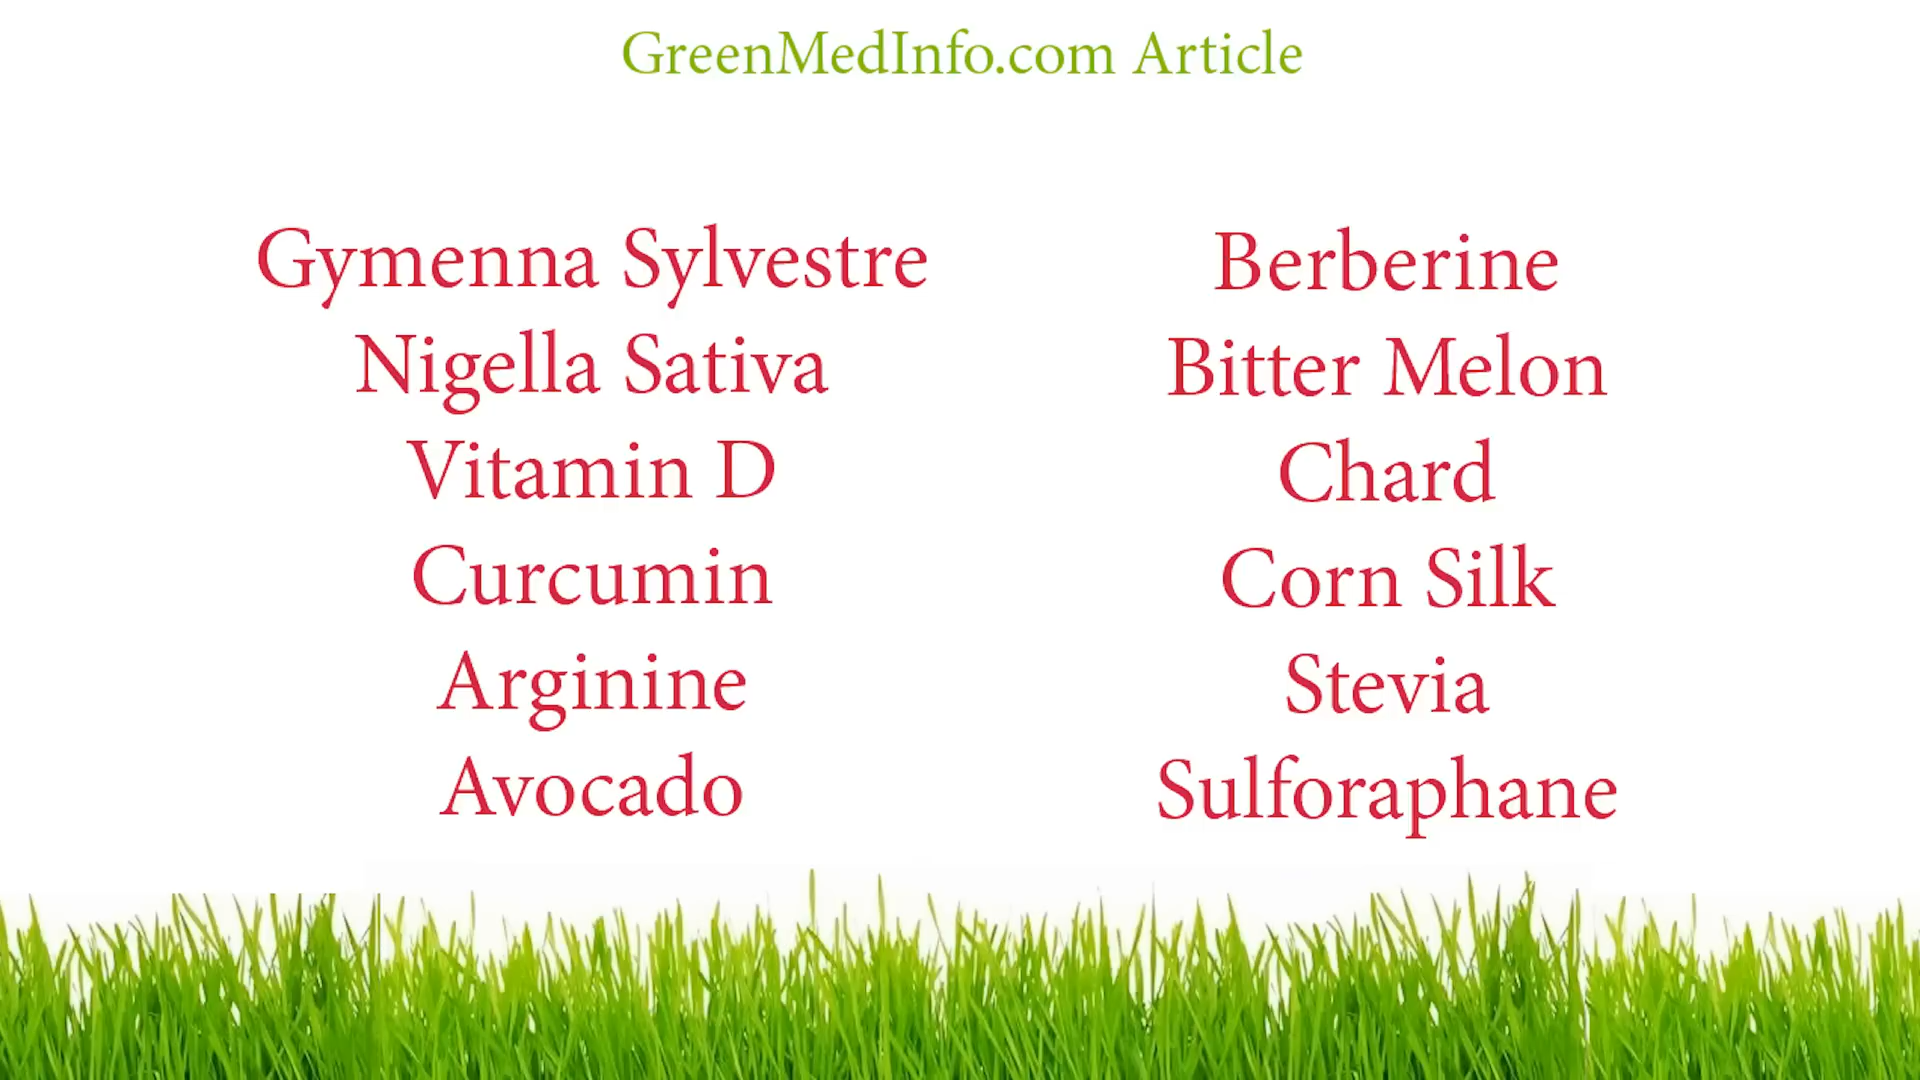 GreenMedInfo.com Article
Gymenna Sylvestre
Nigella Sativa
Vitamin D
Curcumin
Arginine
Avocado
Berberine
Bitter Melon
Chard
Corn Silk
Stevia
Sulforaphane